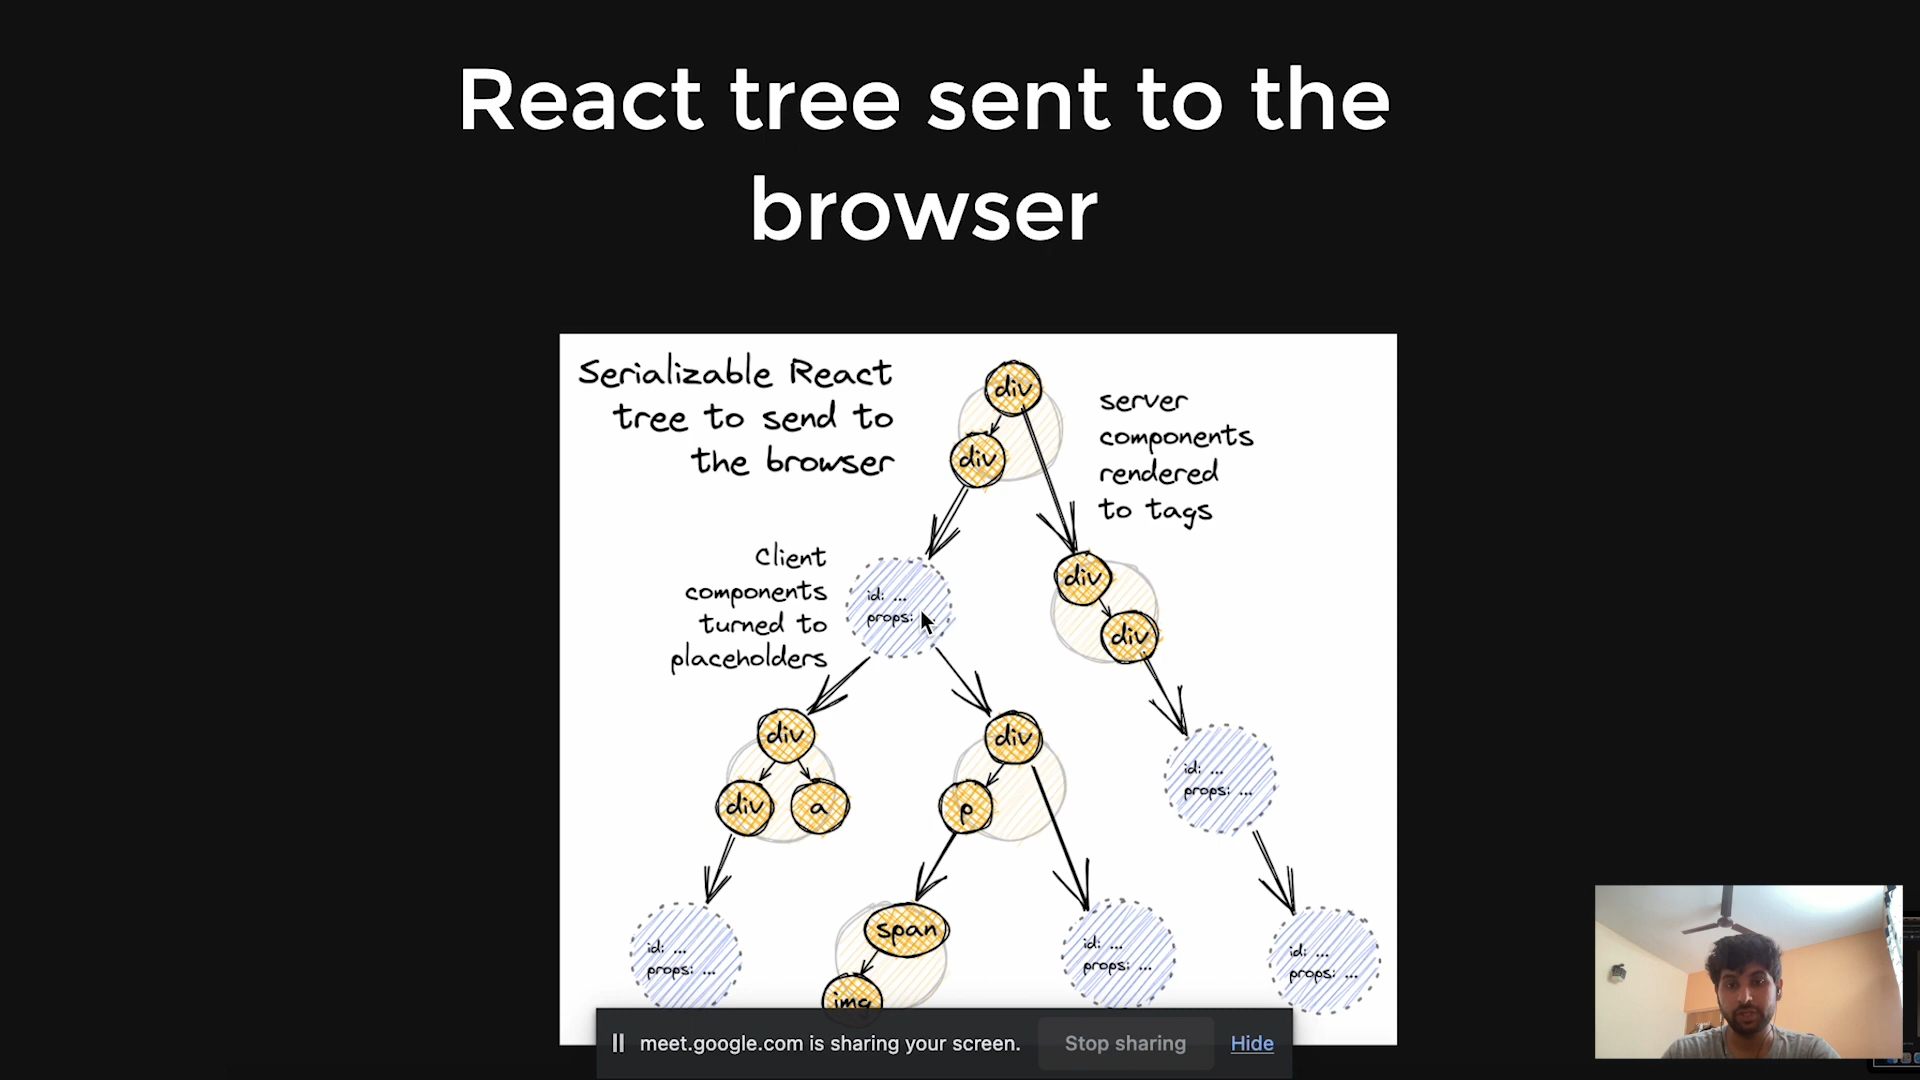 React tree sent to the
browser
Serializable React
tree to send to
the browser
div
div
server
components
rendered
to tags
Client
components
turned to
placeholders
id: ...
props:
div
div
div
div
a
div
p
id: ...
props: ...
id: ...
props: ...
span
img
id: ...
props: ...
id: ...
props: ...
meet.google.com is sharing your screen.
Stop sharing
Hide